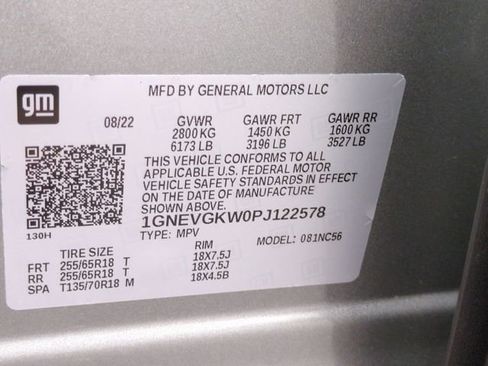 gm
MFD BY GENERAL MOTORS LLC
08/22 GVWR GAWR FRT GAWR RR
2800 KG 1450 KG 1600 KG
6173 LB 3196 LB 3527 LB
THIS VEHICLE CONFORMS TO ALL
APPLICABLE U.S. FEDERAL MOTOR
VEHICLE SAFETY STANDARDS IN EFFECT
ON THE DATE OF MANUFACTURE
SHOWN ABOVE.
1GNEVGKW0PJ122578
130H TYPE: MPV MODEL: 081NC56
TIRE SIZE RIM
FRT 255/65R18 T 18X7.5J
RR 255/65R18 T 18X7.5J
SPA T135/70R18 M 18X4.5B